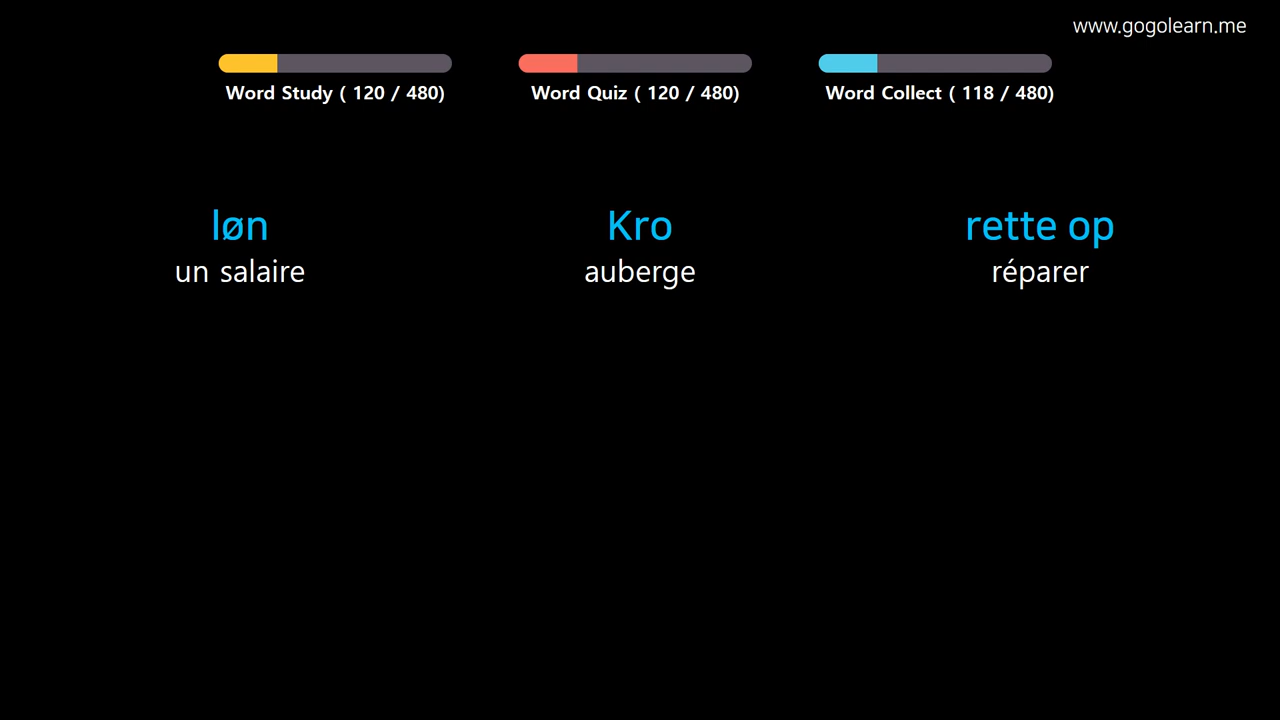 www.gogolearn.me
Word Study ( 120 / 480)
Word Quiz ( 120 / 480)
Word Collect ( 118 / 480)
løn
un salaire
Kro
auberge
rette op
réparer